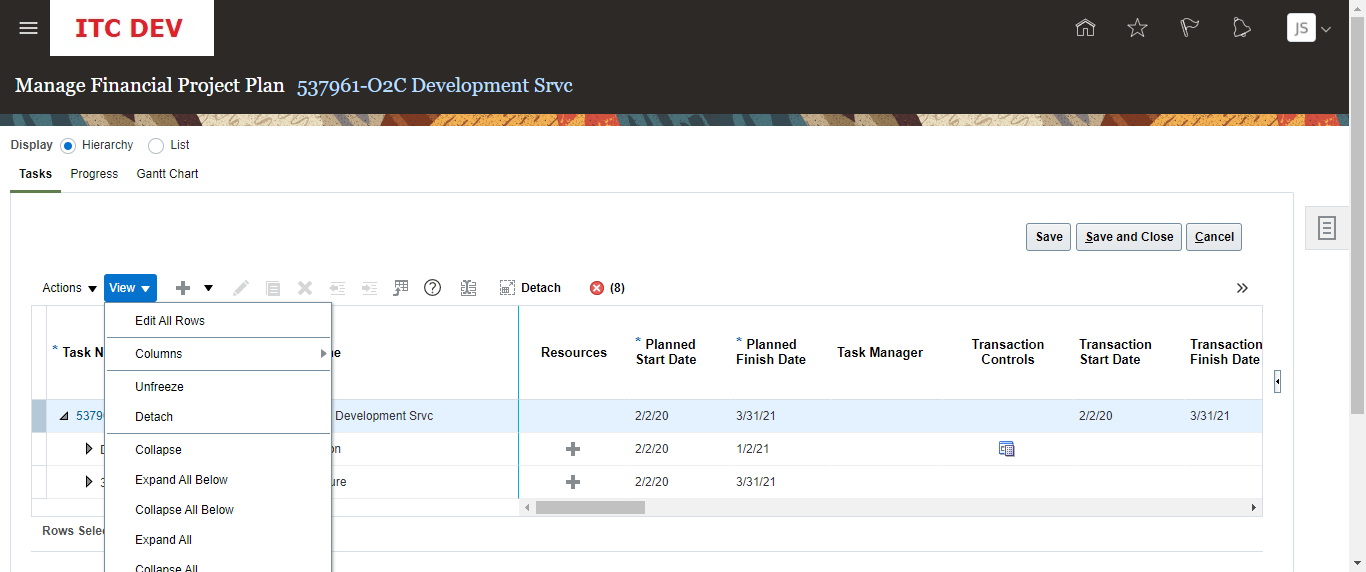 ITC DEV
JS
Manage Financial Project Plan 537961-O2C Development Srvc
Display Hierarchy List
Tasks Progress Gantt Chart
Save Save and Close Cancel
Actions View Detach (8)
Edit All Rows
Columns
Unfreeze
Detach
Collapse
Expand All Below
Collapse All Below
Expand All
Collapse All
* Task N
Resources
* Planned
Start Date
* Planned
Finish Date
Task Manager
Transaction
Controls
Transaction
Start Date
Transaction
Finish Date
5379 Development Srvc 2/2/20 3/31/21 2/2/20 3/31/21
on 2/2/20 1/2/21
3 ure 2/2/20 3/31/21
Rows Selec